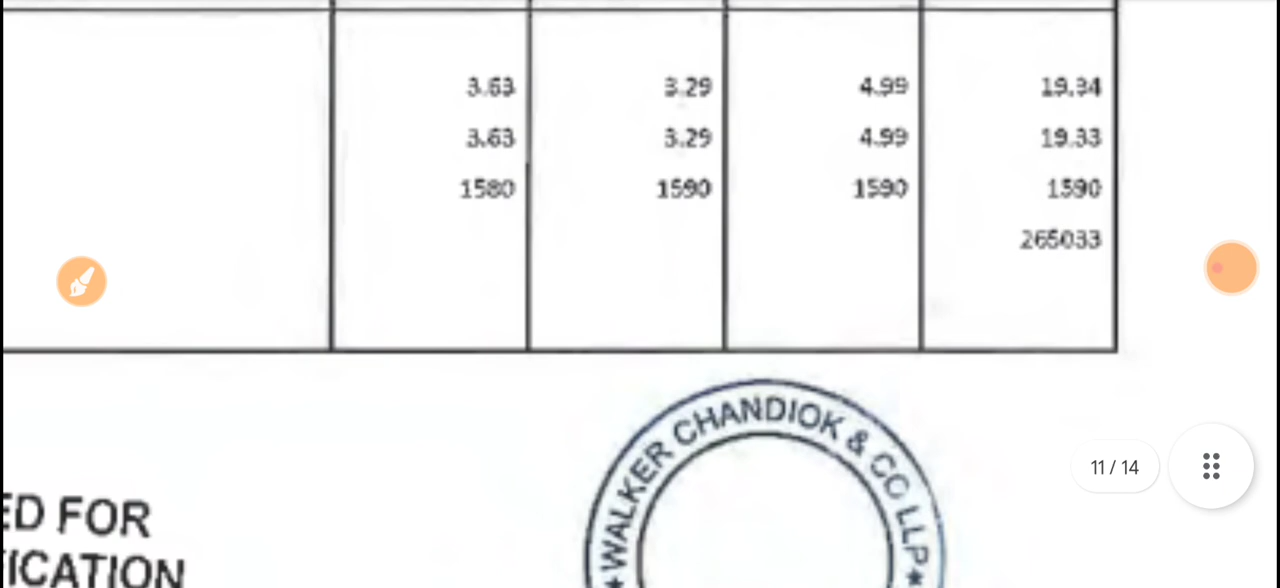 3.63 3.29 4.99 19.34
3.63 3.29 4.99 19.33
1580 1590 1590 1590
265033
WALKER CHANDIOK & CO LLP
11 / 14
ED FOR
ICATION